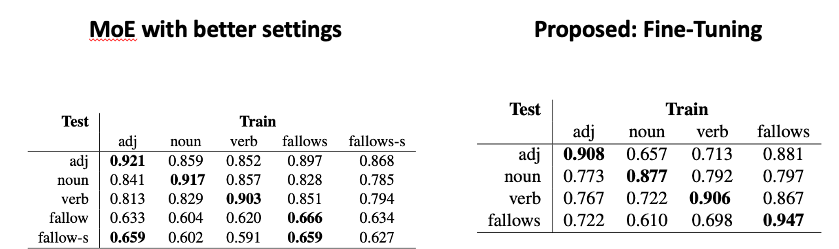 MoE with better settings
Test Train
adj noun verb fallows fallows-s
adj 0.921 0.859 0.852 0.897 0.868
noun 0.841 0.917 0.857 0.828 0.785
verb 0.813 0.829 0.903 0.851 0.794
fallow 0.633 0.604 0.620 0.666 0.634
fallow-s 0.659 0.602 0.591 0.659 0.627
Proposed: Fine-Tuning
Test Train
adj noun verb fallows
adj 0.908 0.657 0.713 0.881
noun 0.773 0.877 0.792 0.797
verb 0.767 0.722 0.906 0.867
fallows 0.722 0.610 0.698 0.947